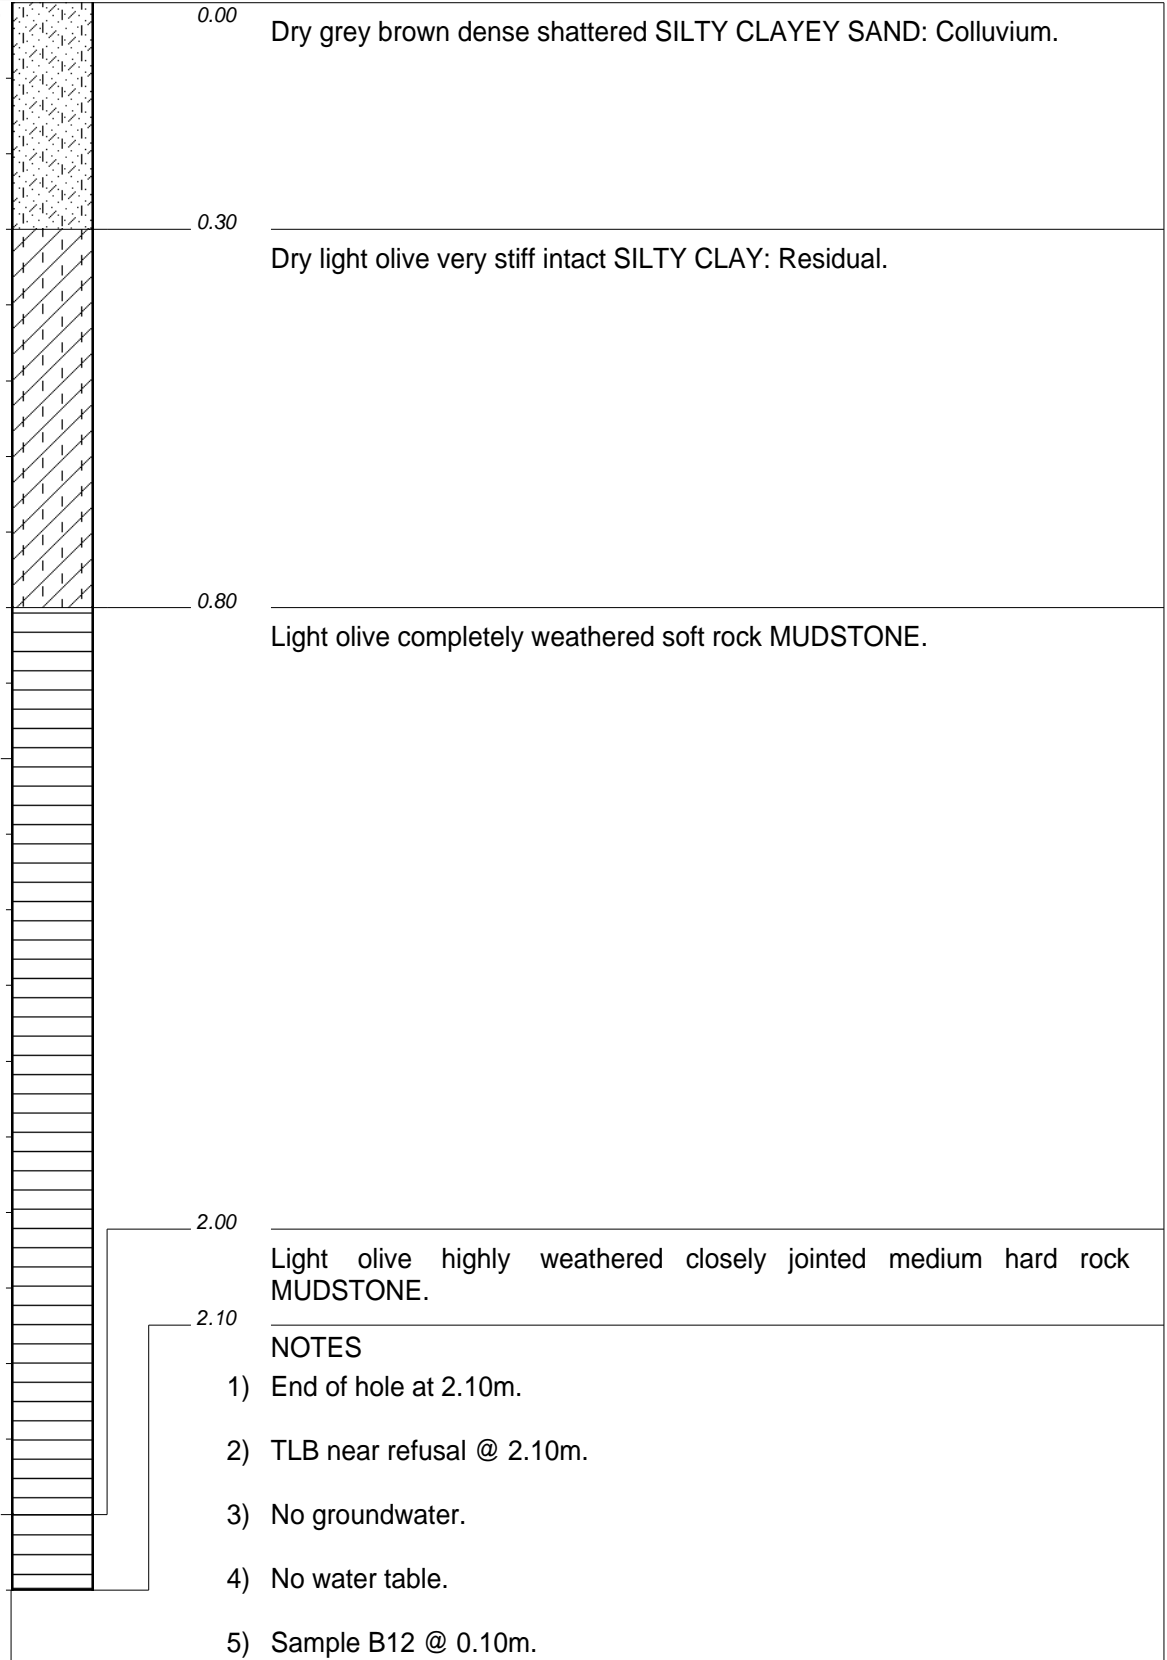 0.00
Dry grey brown dense shattered SILTY CLAYEY SAND: Colluvium.
0.30
Dry light olive very stiff intact SILTY CLAY: Residual.
0.80
Light olive completely weathered soft rock MUDSTONE.
2.00
Light olive highly weathered closely jointed medium hard rock
MUDSTONE.
2.10
NOTES
1) End of hole at 2.10m.
2) TLB near refusal @ 2.10m.
3) No groundwater.
4) No water table.
5) Sample B12 @ 0.10m.